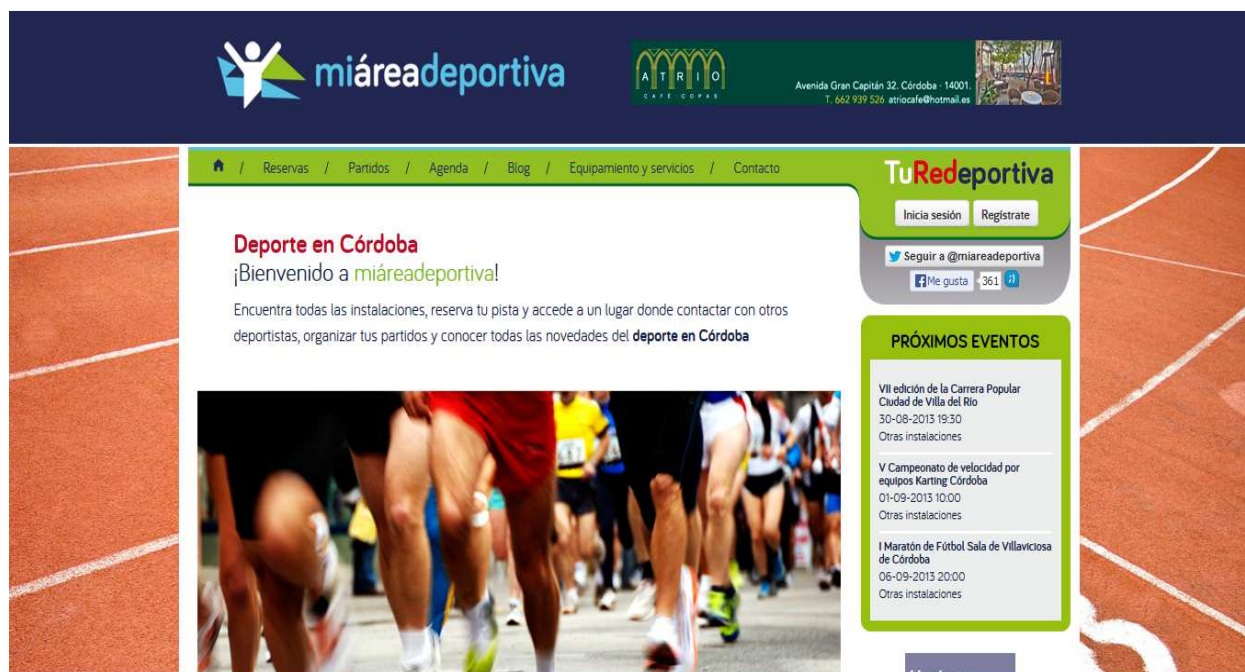 miáreadeportiva
ATRIO
CAFÉ·COPAS
Avenida Gran Capitán 32. Córdoba · 14001.
T. 662 939 526 atriocafe@hotmail.es
/ Reservas / Partidos / Agenda / Blog / Equipamiento y servicios / Contacto
TuRedeportiva
Inicia sesión Regístrate
Seguir a @miareadeportiva
Me gusta 361
Deporte en Córdoba
¡Bienvenido a miáreadeportiva!
Encuentra todas las instalaciones, reserva tu pista y accede a un lugar donde contactar con otros
deportistas, organizar tus partidos y conocer todas las novedades del deporte en Córdoba
PRÓXIMOS EVENTOS
VII edición de la Carrera Popular
Ciudad de Villa del Río
30-08-2013 19:30
Otras instalaciones
V Campeonato de velocidad por
equipos Karting Córdoba
01-09-2013 10:00
Otras instalaciones
I Maratón de Fútbol Sala de Villaviciosa
de Córdoba
06-09-2013 20:00
Otras instalaciones